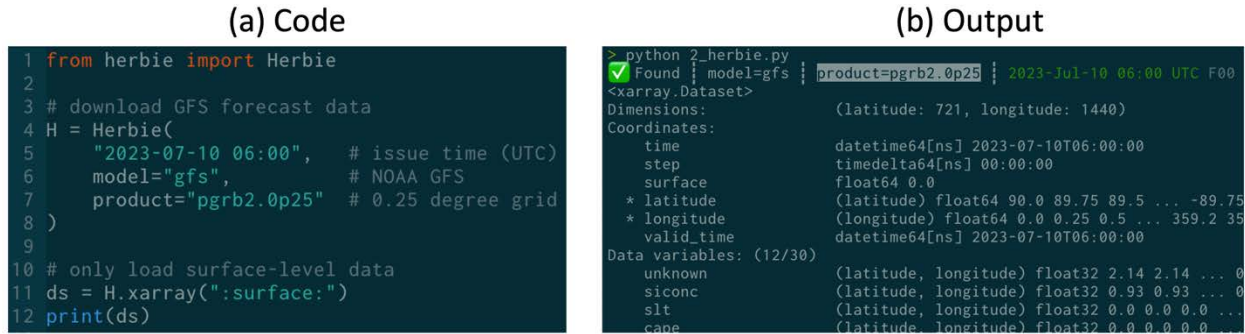 (a) Code
1 from herbie import Herbie
2
3 # download GFS forecast data
4 H = Herbie(
5 "2023-07-10 06:00", # issue time (UTC)
6 model="gfs", # NOAA GFS
7 product="pgrb2.0p25" # 0.25 degree grid
8 )
9
10 # only load surface-level data
11 ds = H.xarray(":surface:")
12 print(ds)
(b) Output
> python 2_herbie.py
✅ Found ┊ model=gfs ┊ product=pgrb2.0p25 ┊ 2023-Jul-10 06:00 UTC F00
<xarray.Dataset>
Dimensions: (latitude: 721, longitude: 1440)
Coordinates:
time datetime64[ns] 2023-07-10T06:00:00
step timedelta64[ns] 00:00:00
surface float64 0.0
* latitude (latitude) float64 90.0 89.75 89.5 ... -89.75
* longitude (longitude) float64 0.0 0.25 0.5 ... 359.2 35
valid_time datetime64[ns] 2023-07-10T06:00:00
Data variables: (12/30)
unknown (latitude, longitude) float32 2.14 2.14 ... 0
siconc (latitude, longitude) float32 0.93 0.93 ... 0
slt (latitude, longitude) float32 0.0 0.0 0.0 ...
cape (latitude, longitude) float32 0.0 0.0 0.0 ...